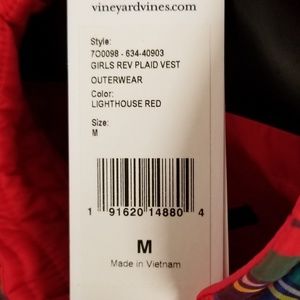 vineyardvines.com
Style:
7O0098 - 634-40903
GIRLS REV PLAID VEST
OUTERWEAR
Color:
LIGHTHOUSE RED
Size:
M
1 91620 14880 4
M
Made in Vietnam